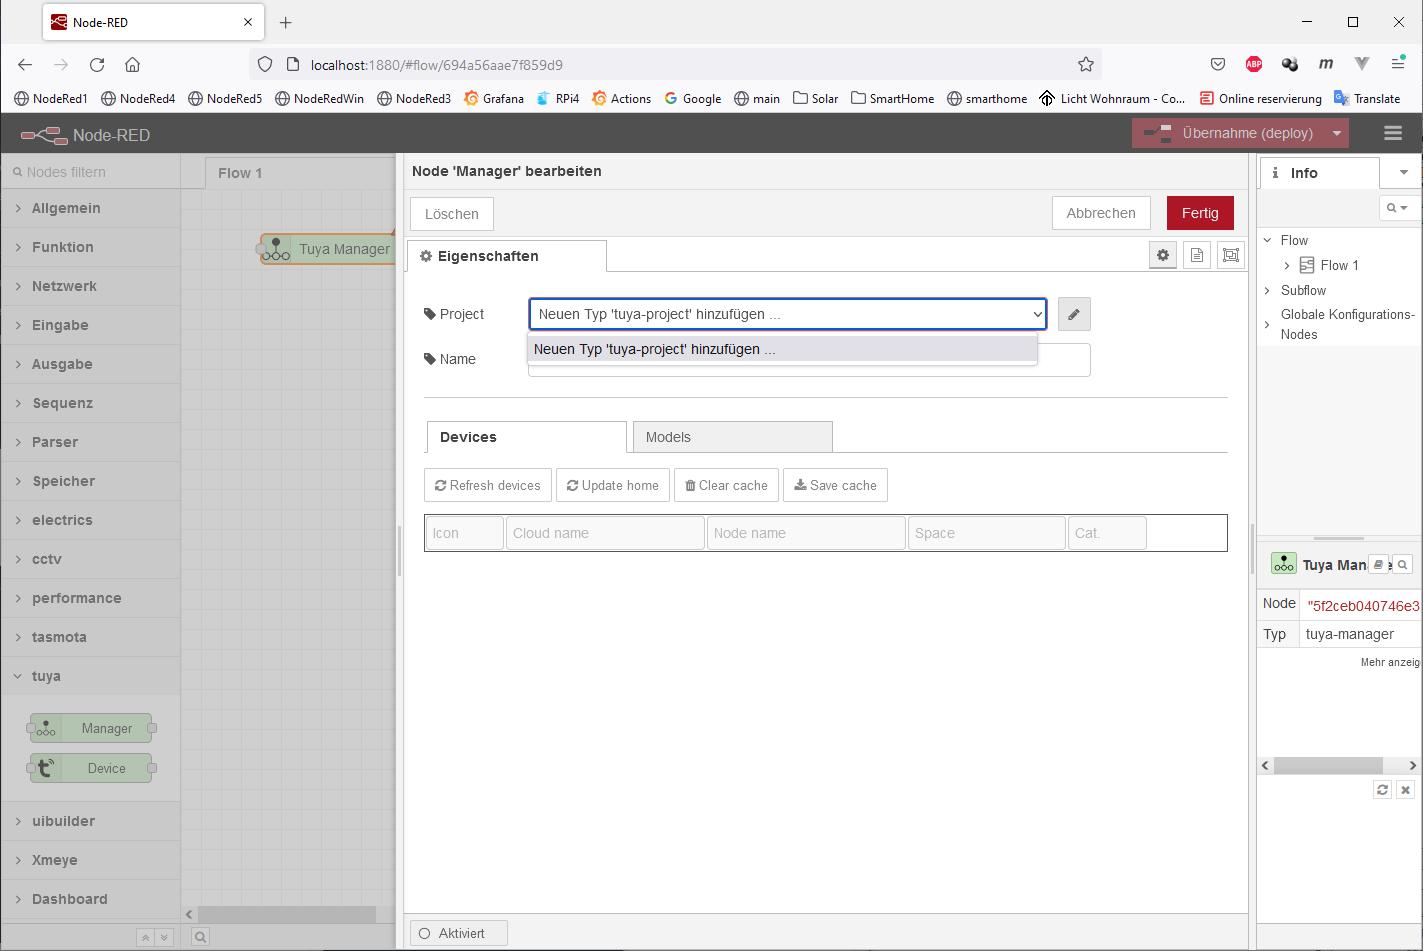 Node-RED
localhost:1880/#flow/694a56aae7f859d9
ABP
m
NodeRed1 NodeRed4 NodeRed5 NodeRedWin NodeRed3 Grafana RPi4 Actions Google main Solar SmartHome smarthome Licht Wohnraum - Co... Online reservierung Translate
Node-RED
Übernahme (deploy)
Nodes filtern
Allgemein
Funktion
Netzwerk
Eingabe
Ausgabe
Sequenz
Parser
Speicher
electrics
cctv
performance
tasmota
tuya
Manager
Device
uibuilder
Xmeye
Dashboard
Flow 1
Tuya Manager
Node 'Manager' bearbeiten
Löschen
Abbrechen
Fertig
Eigenschaften
Project
Neuen Typ 'tuya-project' hinzufügen ...
Neuen Typ 'tuya-project' hinzufügen ...
Name
Devices
Models
Refresh devices
Update home
Clear cache
Save cache
Icon
Cloud name
Node name
Space
Cat.
Aktiviert
Info
Flow
Flow 1
Subflow
Globale Konfigurations-
Nodes
Node "5f2ceb040746e3
Typ tuya-manager
Mehr anzeig